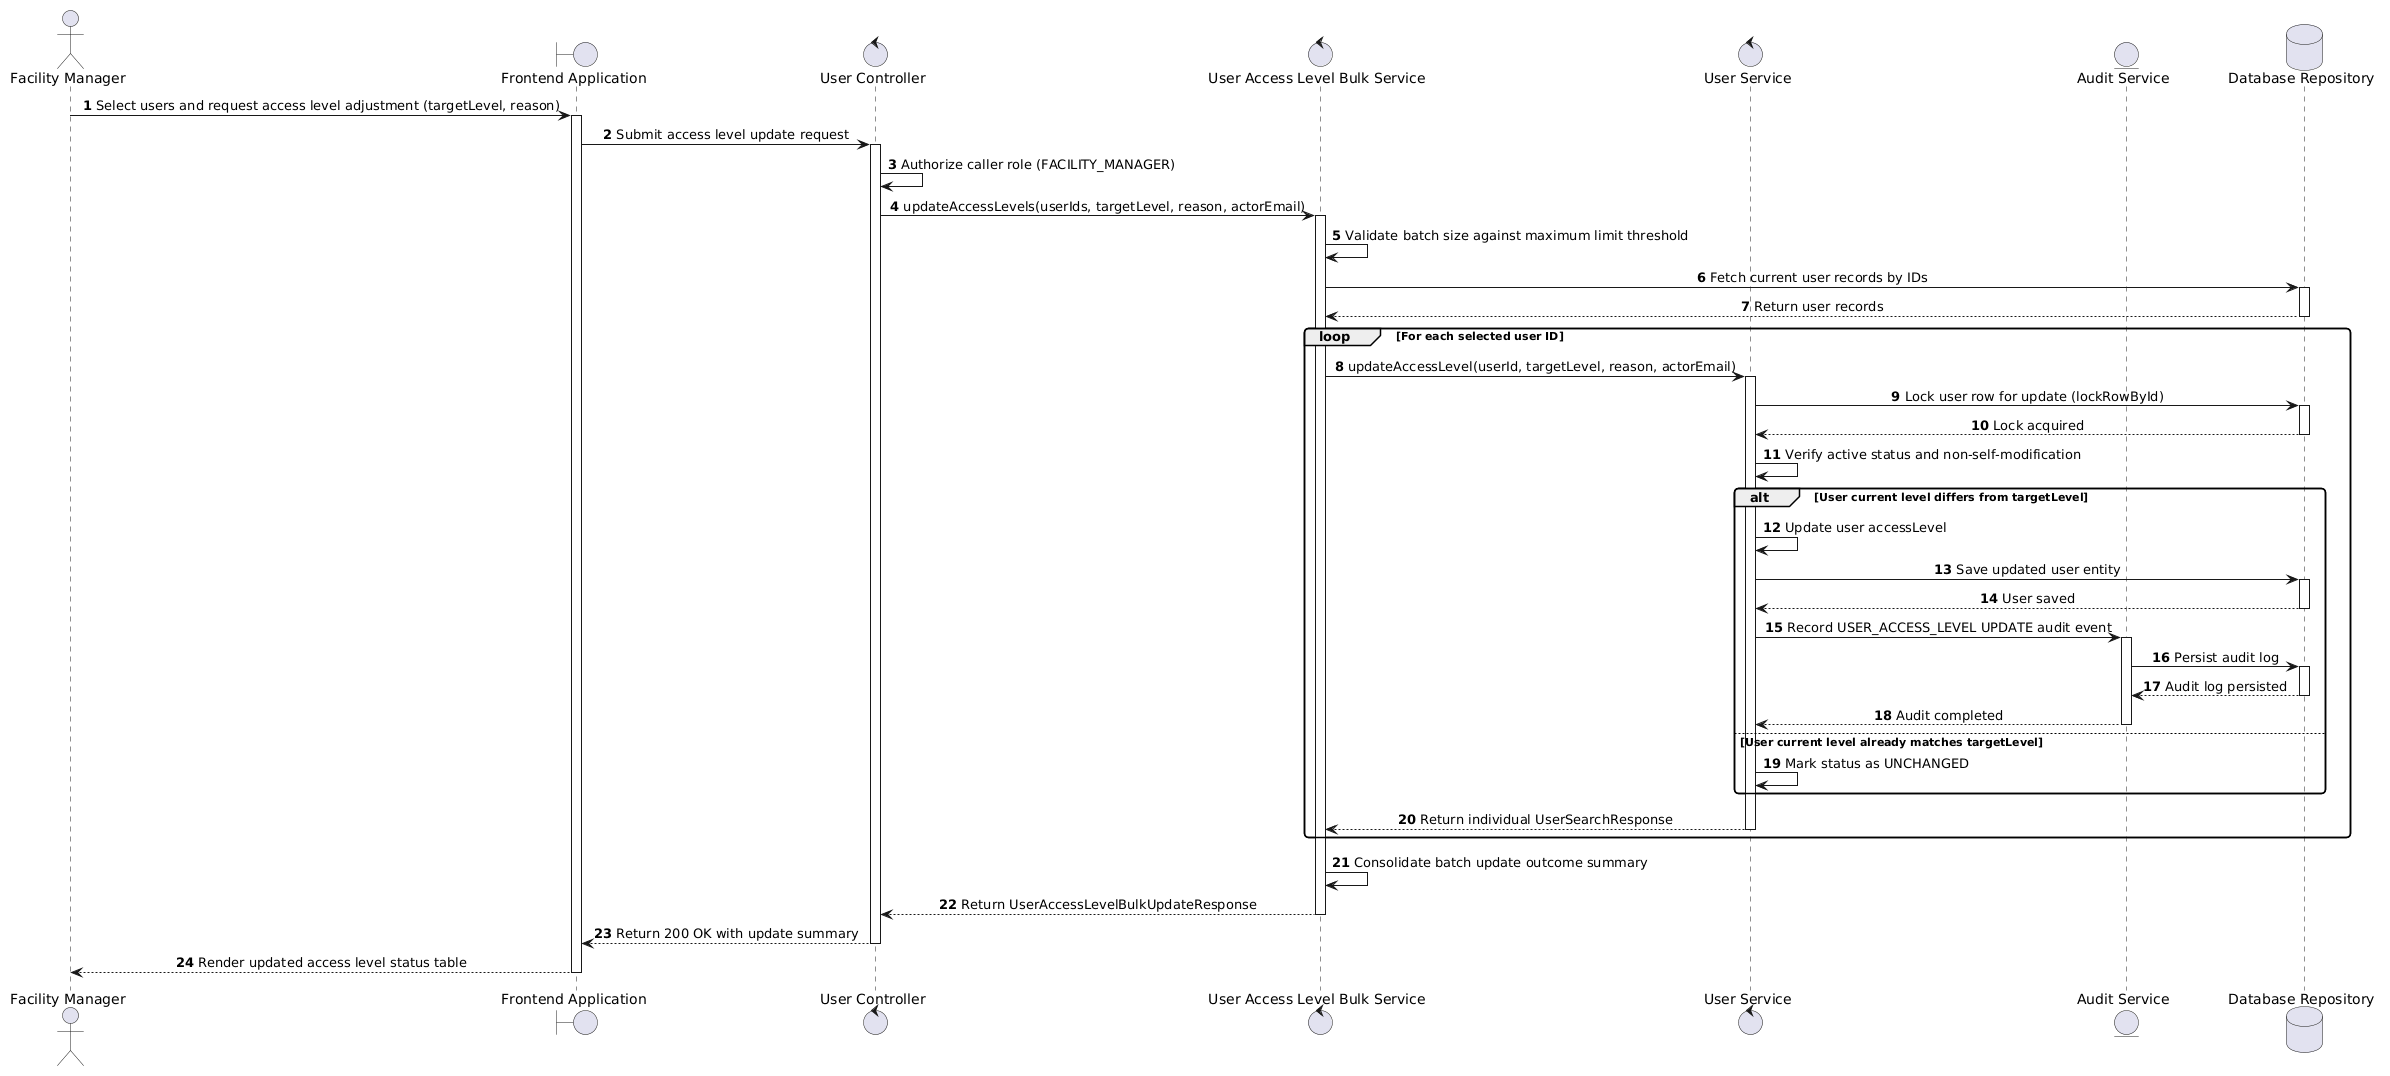 Facility Manager
Frontend Application
User Controller
User Access Level Bulk Service
User Service
Audit Service
Database Repository
1 Select users and request access level adjustment (targetLevel, reason)
2 Submit access level update request
3 Authorize caller role (FACILITY_MANAGER)
4 updateAccessLevels(userIds, targetLevel, reason, actorEmail)
5 Validate batch size against maximum limit threshold
6 Fetch current user records by IDs
7 Return user records
loop [For each selected user ID]
8 updateAccessLevel(userId, targetLevel, reason, actorEmail)
9 Lock user row for update (lockRowById)
10 Lock acquired
11 Verify active status and non-self-modification
alt [User current level differs from targetLevel]
12 Update user accessLevel
13 Save updated user entity
14 User saved
15 Record USER_ACCESS_LEVEL UPDATE audit event
16 Persist audit log
17 Audit log persisted
18 Audit completed
[User current level already matches targetLevel]
19 Mark status as UNCHANGED
20 Return individual UserSearchResponse
21 Consolidate batch update outcome summary
22 Return UserAccessLevelBulkUpdateResponse
23 Return 200 OK with update summary
24 Render updated access level status table
Facility Manager
Frontend Application
User Controller
User Access Level Bulk Service
User Service
Audit Service
Database Repository